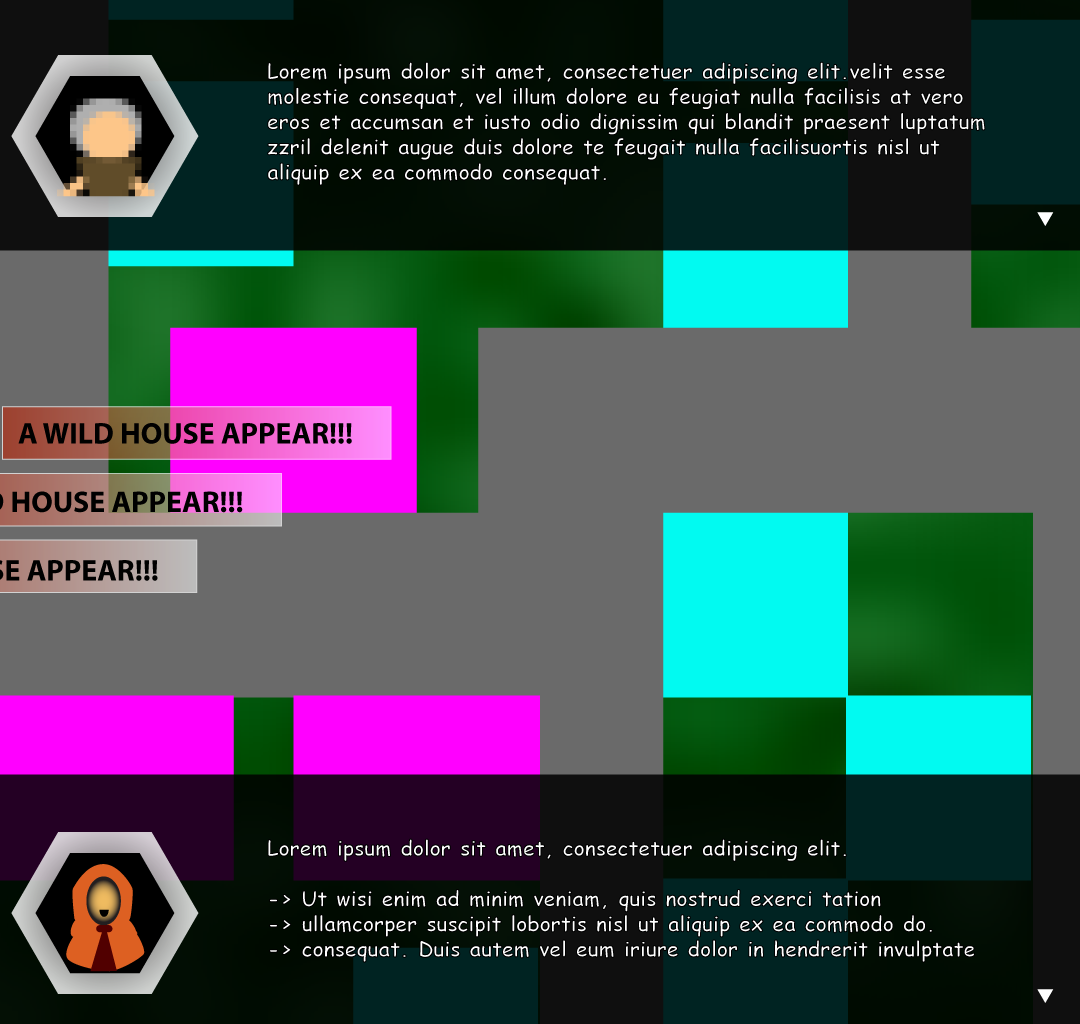 Lorem ipsum dolor sit amet, consectetuer adipiscing elit.velit esse
molestie consequat, vel illum dolore eu feugiat nulla facilisis at vero
eros et accumsan et iusto odio dignissim qui blandit praesent luptatum
zzril delenit augue duis dolore te feugait nulla facilisuortis nisl ut
aliquip ex ea commodo consequat.
A WILD HOUSE APPEAR!!!
D HOUSE APPEAR!!!
SE APPEAR!!!
Lorem ipsum dolor sit amet, consectetuer adipiscing elit.
-> Ut wisi enim ad minim veniam, quis nostrud exerci tation
-> ullamcorper suscipit lobortis nisl ut aliquip ex ea commodo do.
-> consequat. Duis autem vel eum iriure dolor in hendrerit invulptate